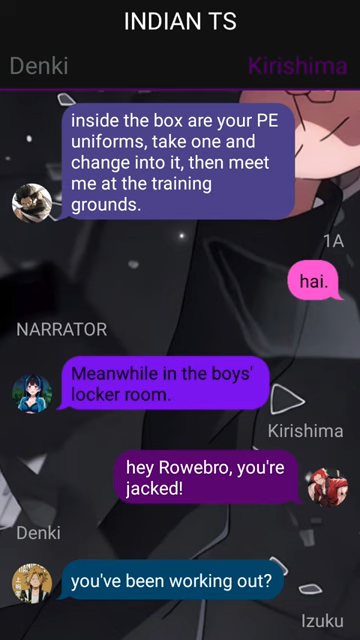 INDIAN TS
Denki
Kirishima
inside the box are your PE
uniforms, take one and
change into it, then meet
me at the training
grounds.
1A
hai.
NARRATOR
Meanwhile in the boys'
locker room.
Kirishima
hey Rowebro, you're
jacked!
Denki
you've been working out?
Izuku